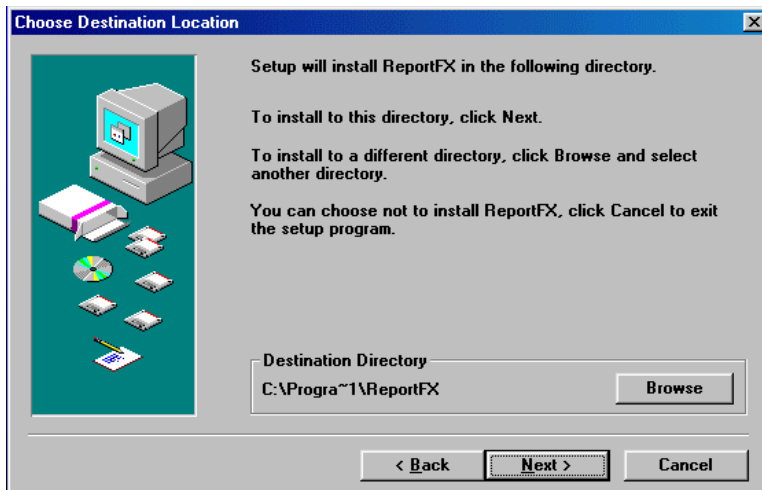 Choose Destination Location
Setup will install ReportFX in the following directory.
To install to this directory, click Next.
To install to a different directory, click Browse and select
another directory.
You can choose not to install ReportFX, click Cancel to exit
the setup program.
Destination Directory
C:\Progra~1\ReportFX
Browse
< Back
Next >
Cancel